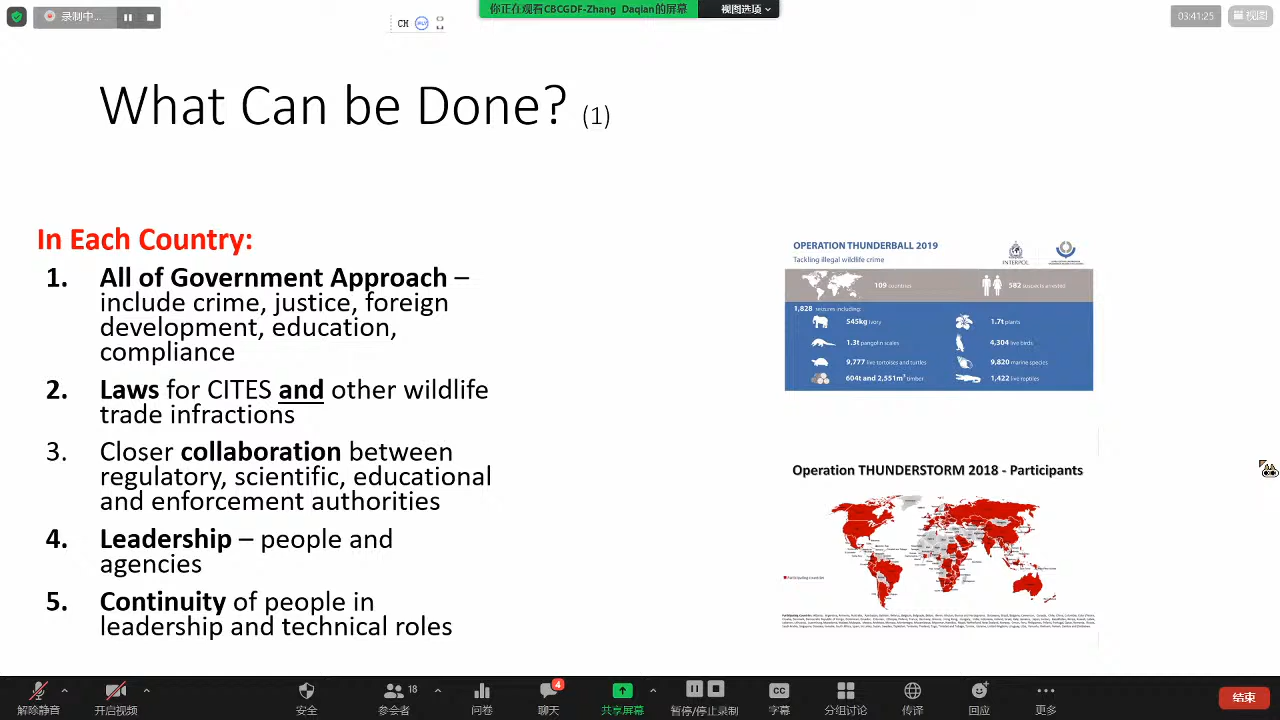 录制中...
CH
你正在观看CBCGDF-Zhang Daqian的屏幕
视图选项
03:41:25
视图
What Can be Done? (1)
In Each Country:
1. All of Government Approach –
include crime, justice, foreign
development, education,
compliance
2. Laws for CITES and other wildlife
trade infractions
3. Closer collaboration between
regulatory, scientific, educational
and enforcement authorities
4. Leadership – people and
agencies
5. Continuity of people in
leadership and technical roles
OPERATION THUNDERBALL 2019
Tackling illegal wildlife crime
INTERPOL
109 countries
582 suspects arrested
1,828 seizures including:
545kg ivory
1.7t plants
1.3t pangolin scales
4,304 live birds
9,777 live tortoises and turtles
9,820 marine species
604t and 2,551m³ timber
1,422 live reptiles
Operation THUNDERSTORM 2018 - Participants
Participating Countries
解除静音
开启视频
安全
18
参会者
问卷
4
聊天
共享屏幕
暂停/停止录制
CC
字幕
分组讨论
传译
回应
更多
结束